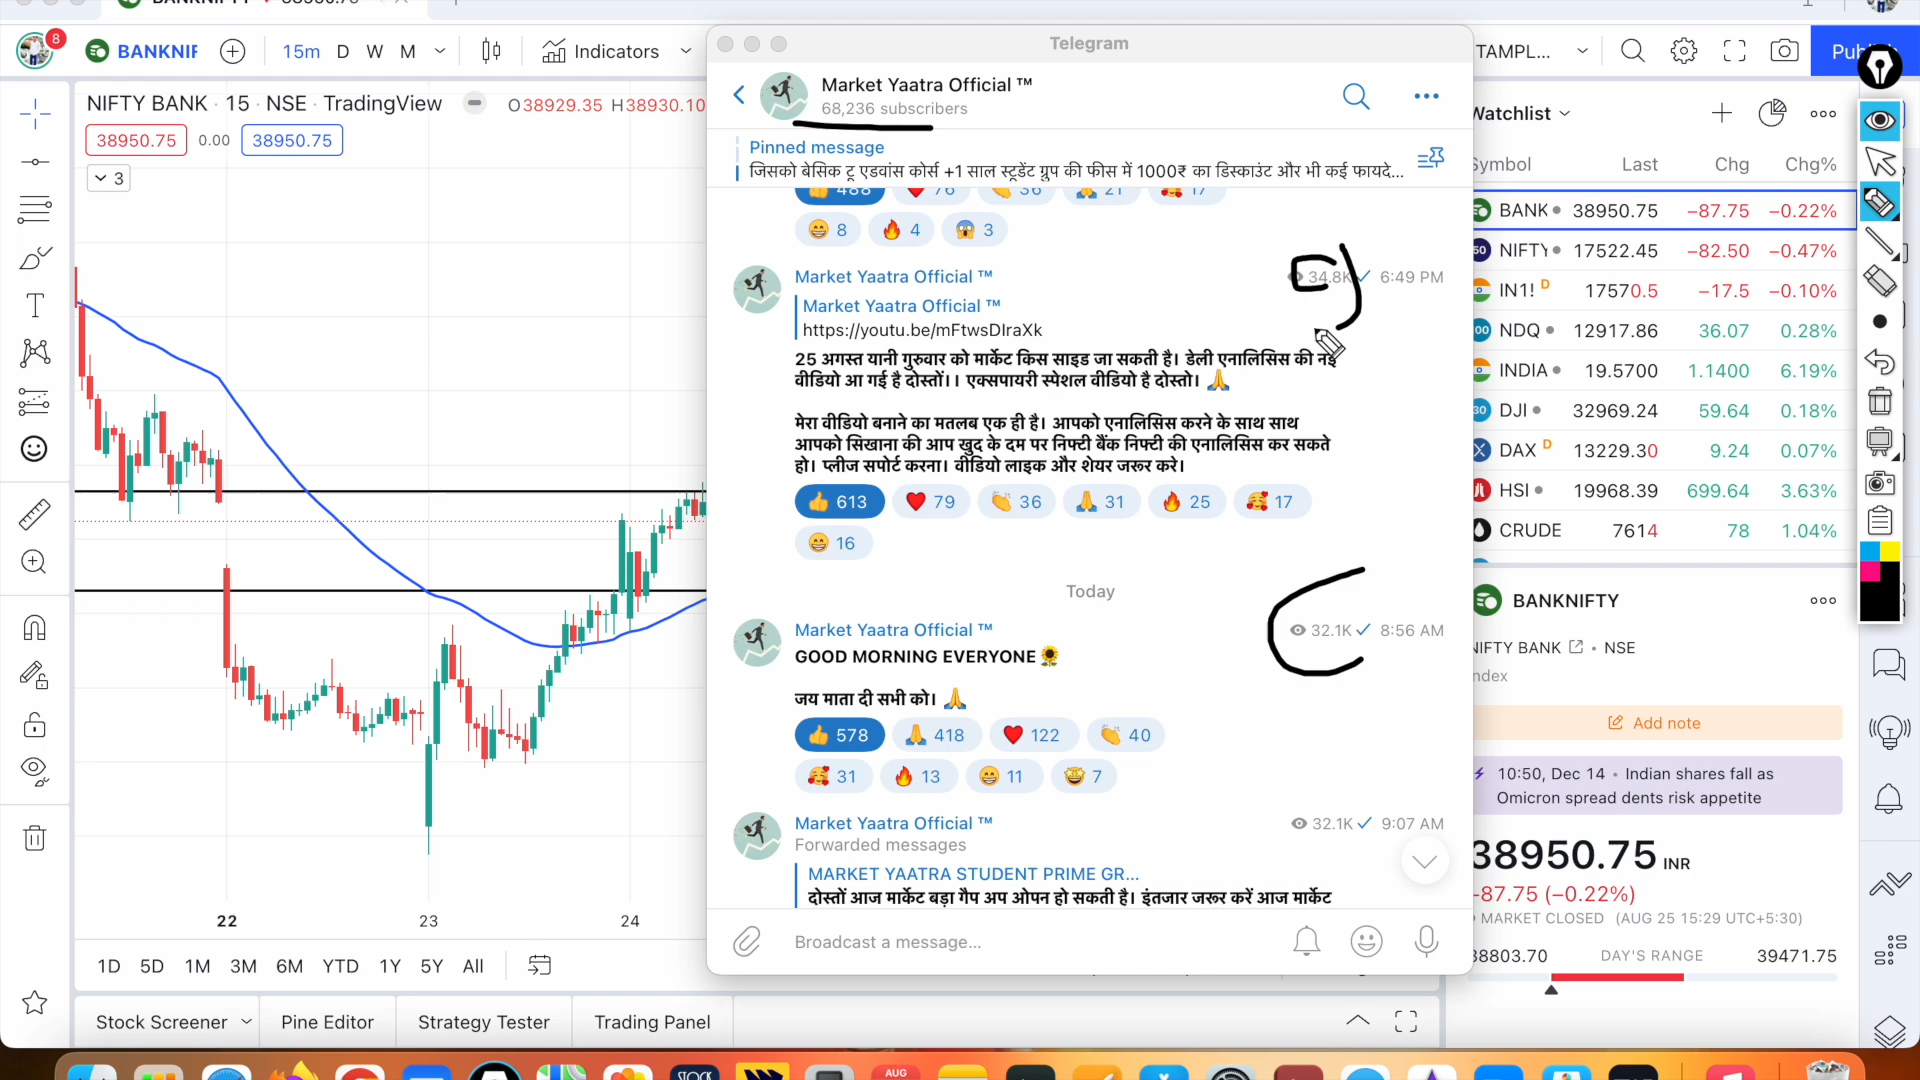 BANKNIFTY 38950.75
8
BANKNIF
15m D W M
Indicators
Telegram
TAMPL...
Market Yaatra Official ™
68,236 subscribers
Pinned message
जिसको बेसिक टू एडवांस कोर्स +1 साल स्टूडेंट ग्रुप की फीस में 1000₹ का डिस्काउंट और भी कई फायदे...
NIFTY BANK · 15 · NSE · TradingView
O38929.35 H38930.10
38950.75 0.00 38950.75
3
488 76 36 21 17
8 4 3
Market Yaatra Official ™ 34.8K 6:49 PM
Market Yaatra Official ™
https://youtu.be/mFtwsDIraXk
25 अगस्त यानी गुरुवार को मार्केट किस साइड जा सकती है। डेली एनालिसिस की नई
वीडियो आ गई है दोस्तों।। एक्सपायरी स्पेशल वीडियो है दोस्तो। 🙏
मेरा वीडियो बनाने का मतलब एक ही है। आपको एनालिसिस करने के साथ साथ
आपको सिखाना की आप खुद के दम पर निफ्टी बैंक निफ्टी की एनालिसिस कर सकते
हो। प्लीज सपोर्ट करना। वीडियो लाइक और शेयर जरूर करे।
613 79 36 31 25 17
16
Today
Market Yaatra Official ™ 32.1K 8:56 AM
GOOD MORNING EVERYONE🌻
जय माता दी सभी को। 🙏
578 418 122 40
31 13 11 7
Market Yaatra Official ™ 32.1K 9:07 AM
Forwarded messages
MARKET YAATRA STUDENT PRIME GR...
दोस्तों आज मार्केट बड़ा गैप अप ओपन हो सकती है। इंतजार जरूर करें आज मार्केट
Broadcast a message...
22 23 24
1D 5D 1M 3M 6M YTD 1Y 5Y All
Stock Screener Pine Editor Strategy Tester Trading Panel
Watchlist
Symbol Last Chg Chg%
BANK 38950.75 −87.75 −0.22%
NIFTY 17522.45 −82.50 −0.47%
IN1! D 17570.5 −17.5 −0.10%
NDQ 12917.86 36.07 0.28%
INDIA 19.5700 1.1400 6.19%
DJI 32969.24 59.64 0.18%
DAX D 13229.30 9.24 0.07%
HSI 19968.39 699.64 3.63%
CRUDE 7614 78 1.04%
BANKNIFTY
NIFTY BANK • NSE
Index
Add note
10:50, Dec 14 • Indian shares fall as
Omicron spread dents risk appetite
38950.75 INR
−87.75 (−0.22%)
MARKET CLOSED (AUG 25 15:29 UTC+5:30)
38803.70 DAY'S RANGE 39471.75
STOCK
AUG